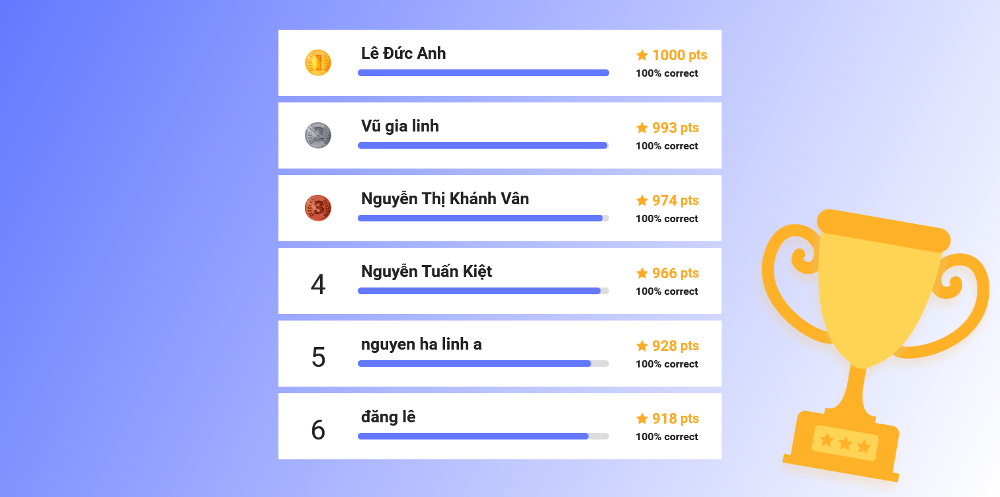 1
Lê Đức Anh
1000 pts
100% correct
2
Vũ gia linh
993 pts
100% correct
3
Nguyễn Thị Khánh Vân
974 pts
100% correct
4
Nguyễn Tuấn Kiệt
966 pts
100% correct
5
nguyen ha linh a
928 pts
100% correct
6
đăng lê
918 pts
100% correct